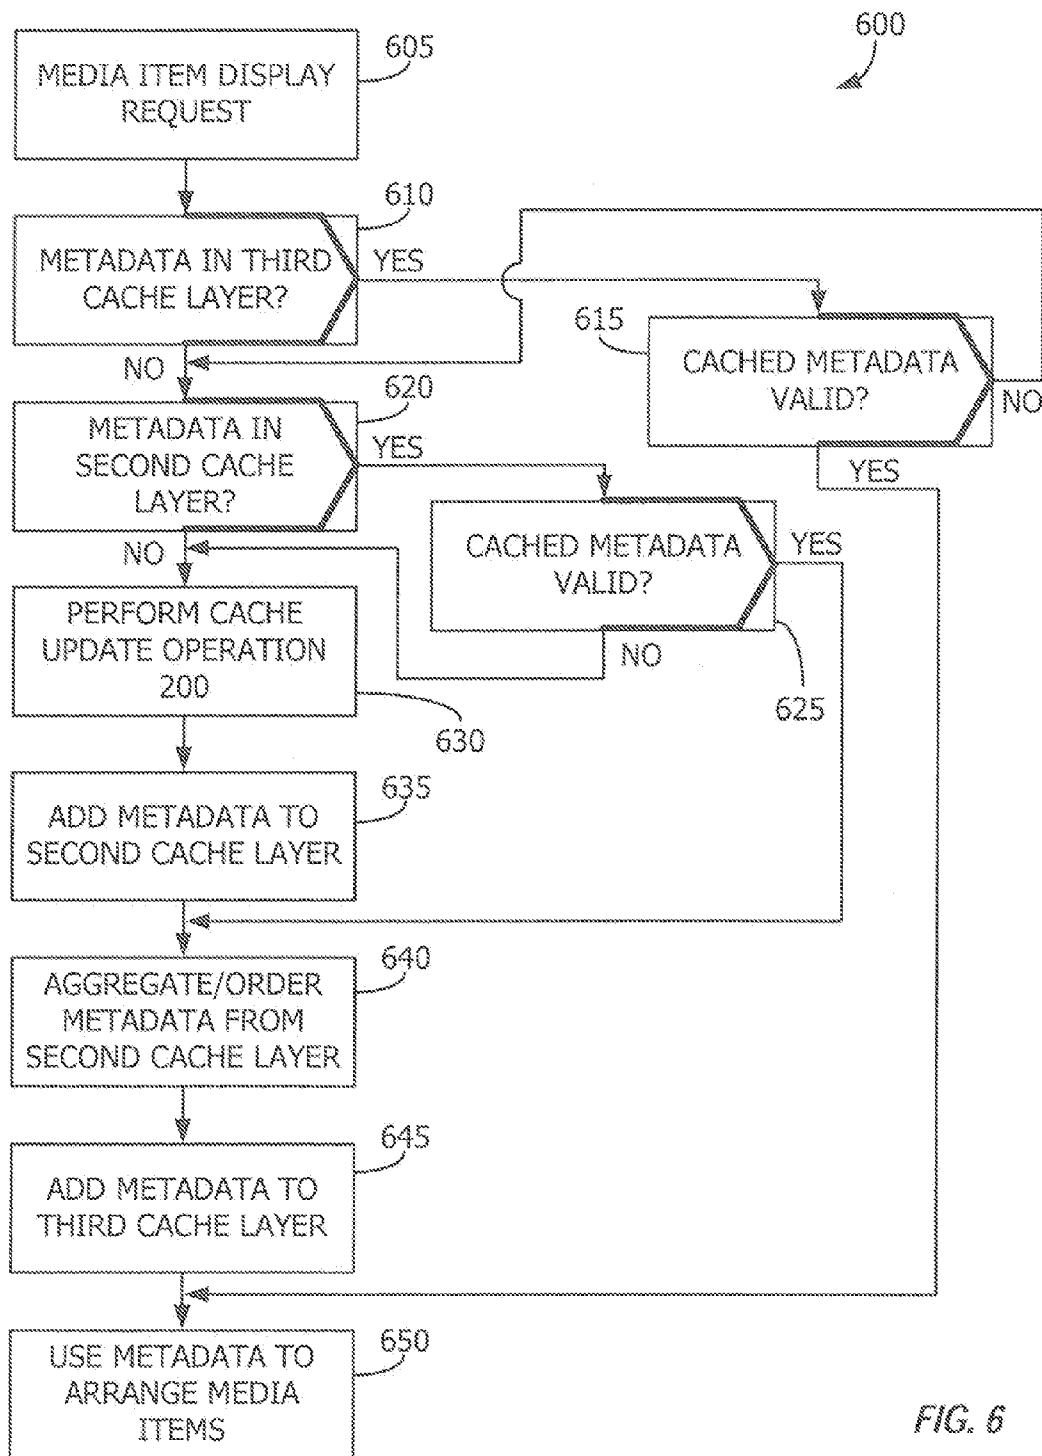 605
600
MEDIA ITEM DISPLAY
REQUEST
610
METADATA IN THIRD
CACHE LAYER?
YES
615
CACHED METADATA
VALID?
NO
NO
620
YES
METADATA IN
SECOND CACHE
LAYER?
YES
CACHED METADATA
VALID?
YES
NO
NO
625
PERFORM CACHE
UPDATE OPERATION
200
630
635
ADD METADATA TO
SECOND CACHE LAYER
640
AGGREGATE/ORDER
METADATA FROM
SECOND CACHE LAYER
645
ADD METADATA TO
THIRD CACHE LAYER
650
USE METADATA TO
ARRANGE MEDIA
ITEMS
FIG. 6